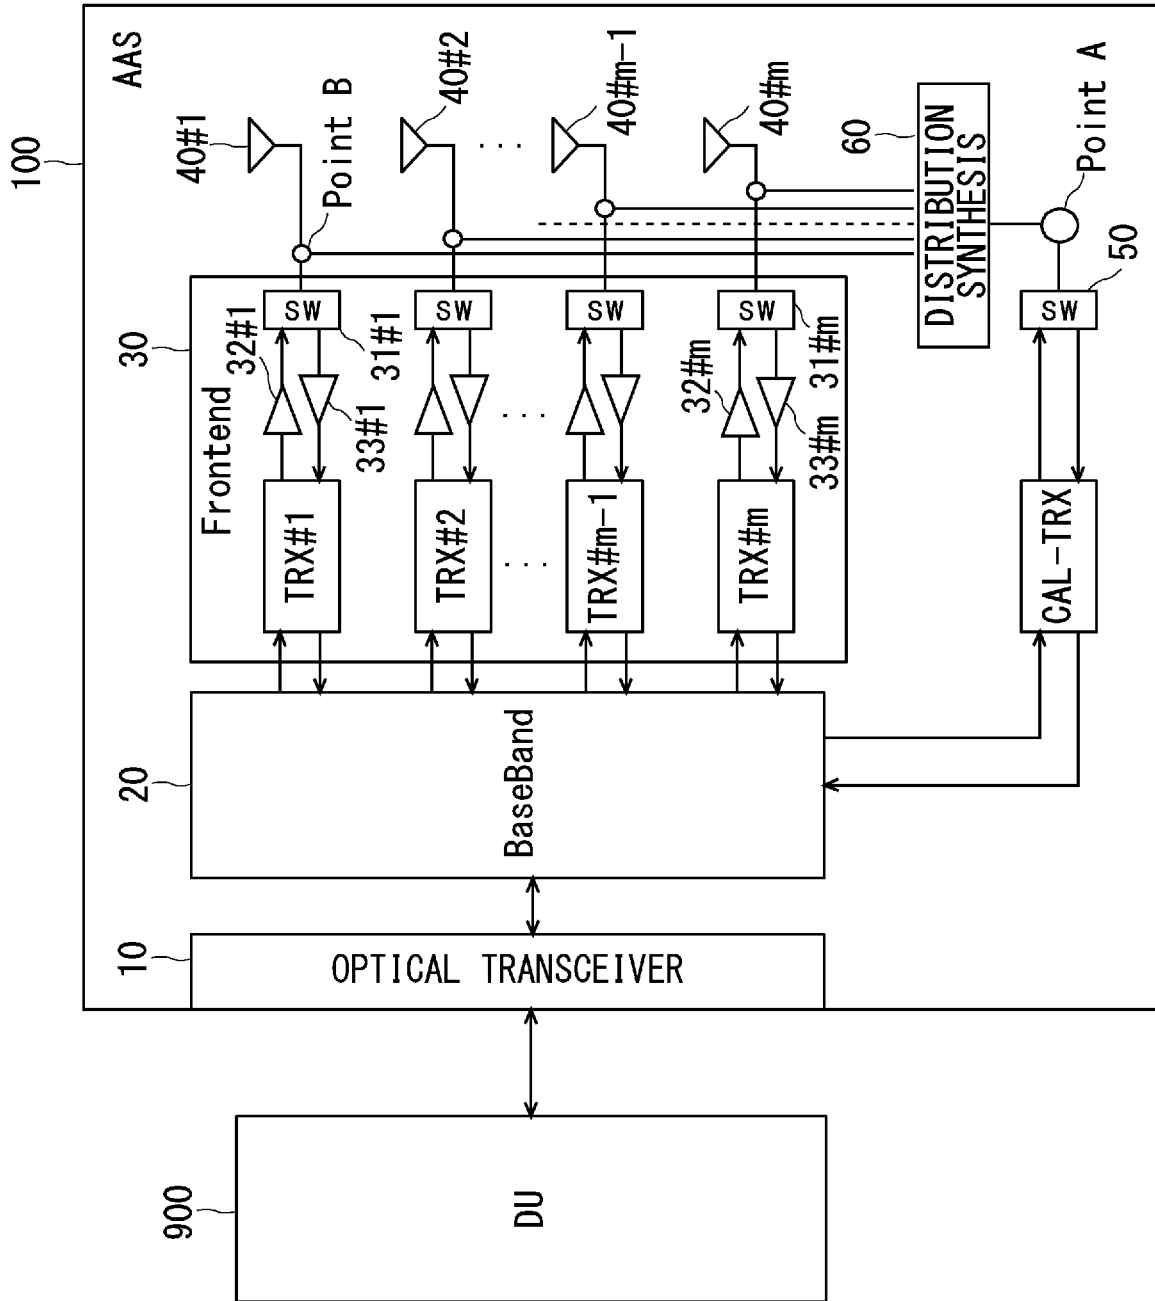 100
AAS
40#1
40#2
40#m-1
40#m
Point B
Point A
60
DISTRIBUTION
SYNTHESIS
50
30
Frontend
32#1
31#1
33#1
32#m
31#m
33#m
SW
SW
SW
SW
SW
...
...
...
TRX#1
TRX#2
TRX#m-1
TRX#m
CAL-TRX
20
BaseBand
10
OPTICAL TRANSCEIVER
900
DU